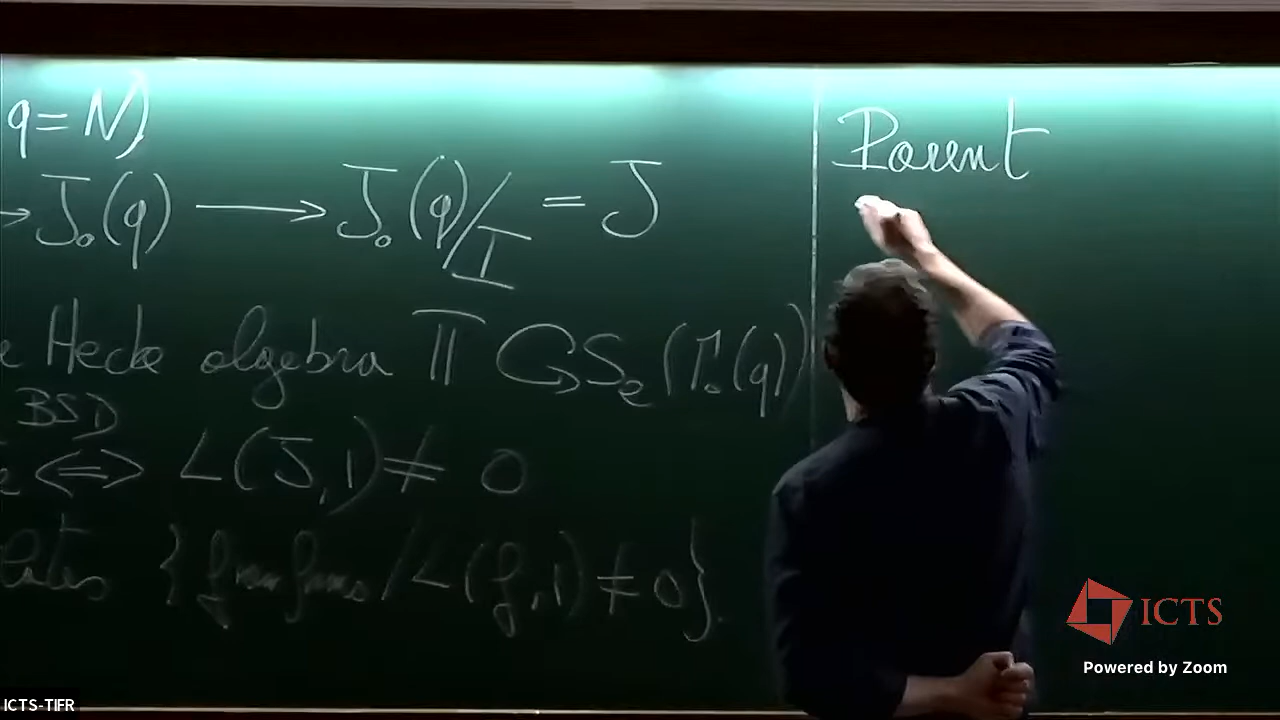 q = N)
→ J₀(q) ⟶ J₀(q)/I = J
Hecke algebra 𝕋 ↻ S₂(Γ₀(q))
BSD
⟺ L(J,1) ≠ 0
{ / L(f,1) ≠ 0}.
Parent
ICTS
Powered by Zoom
ICTS-TIFR